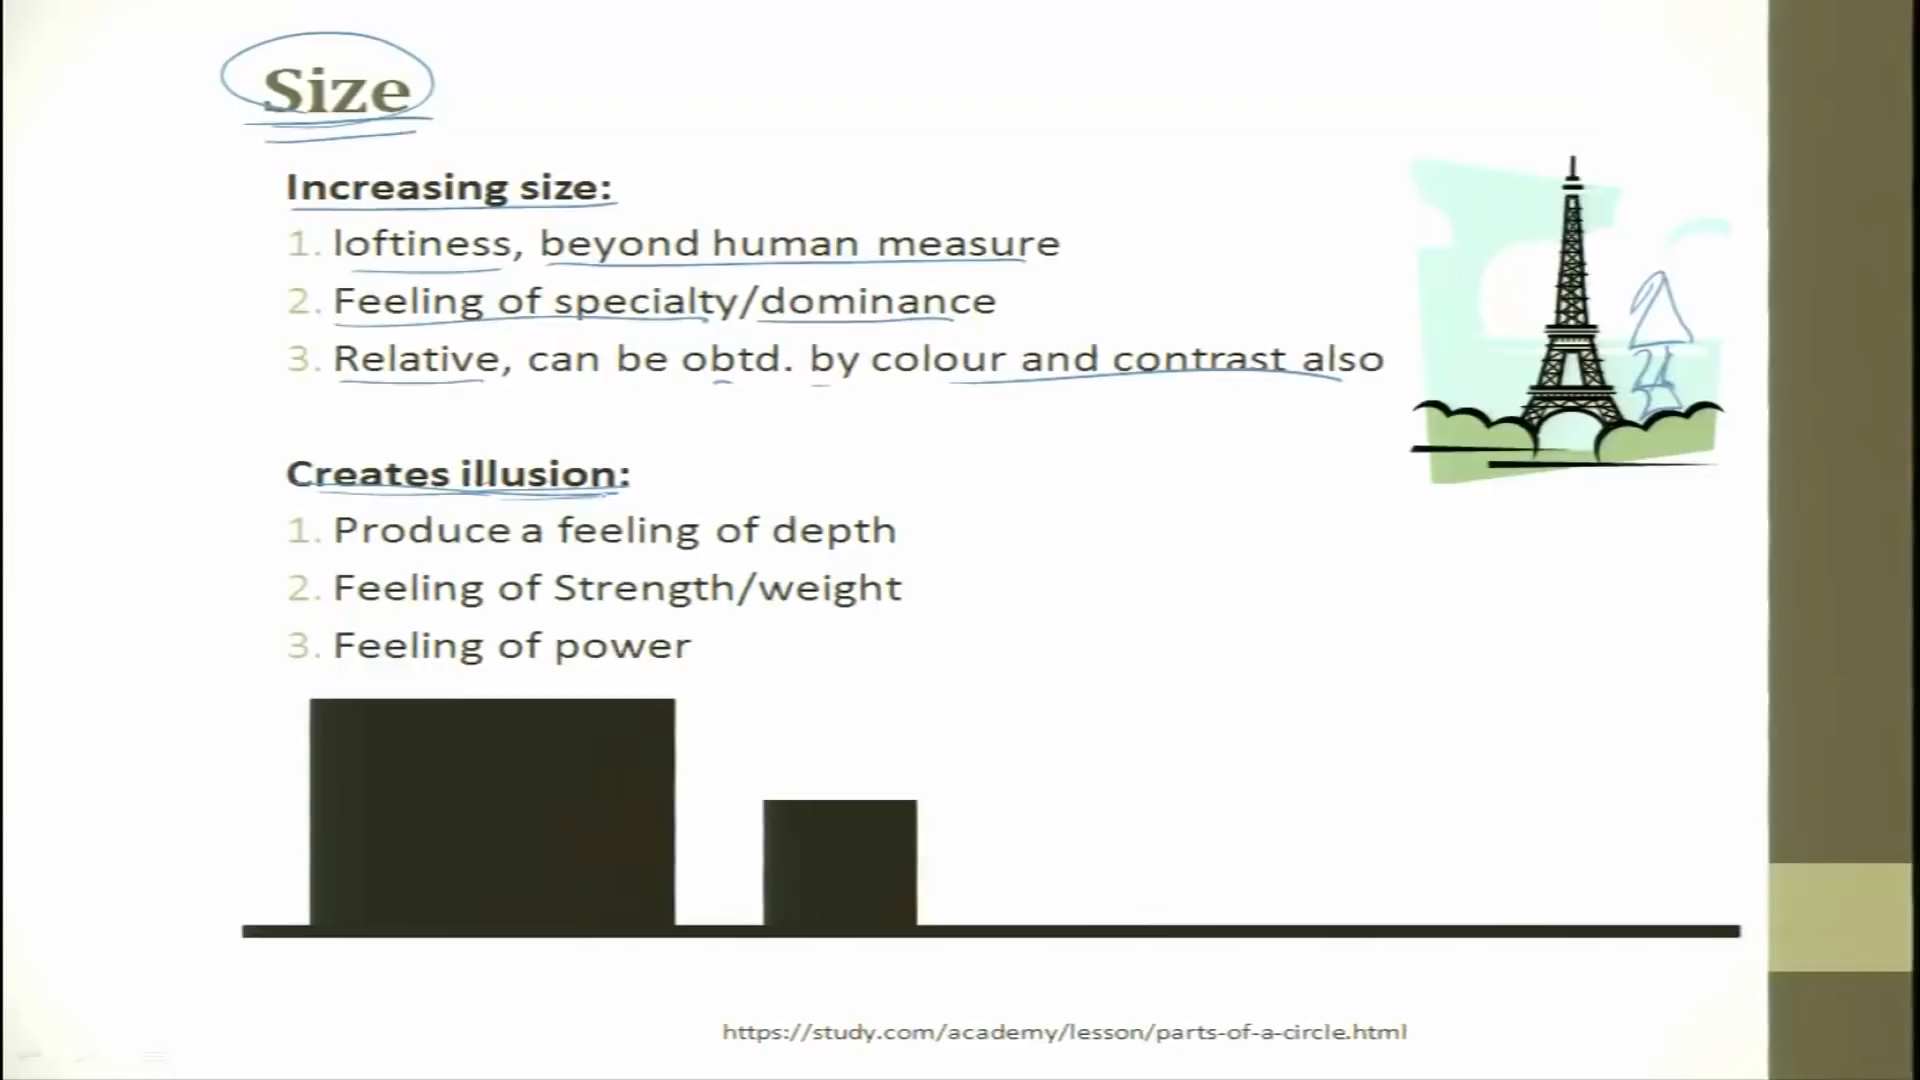 Size
Increasing size:
1. loftiness, beyond human measure
2. Feeling of specialty/dominance
3. Relative, can be obtd. by colour and contrast also
Creates illusion:
1. Produce a feeling of depth
2. Feeling of Strength/weight
3. Feeling of power
https://study.com/academy/lesson/parts-of-a-circle.html